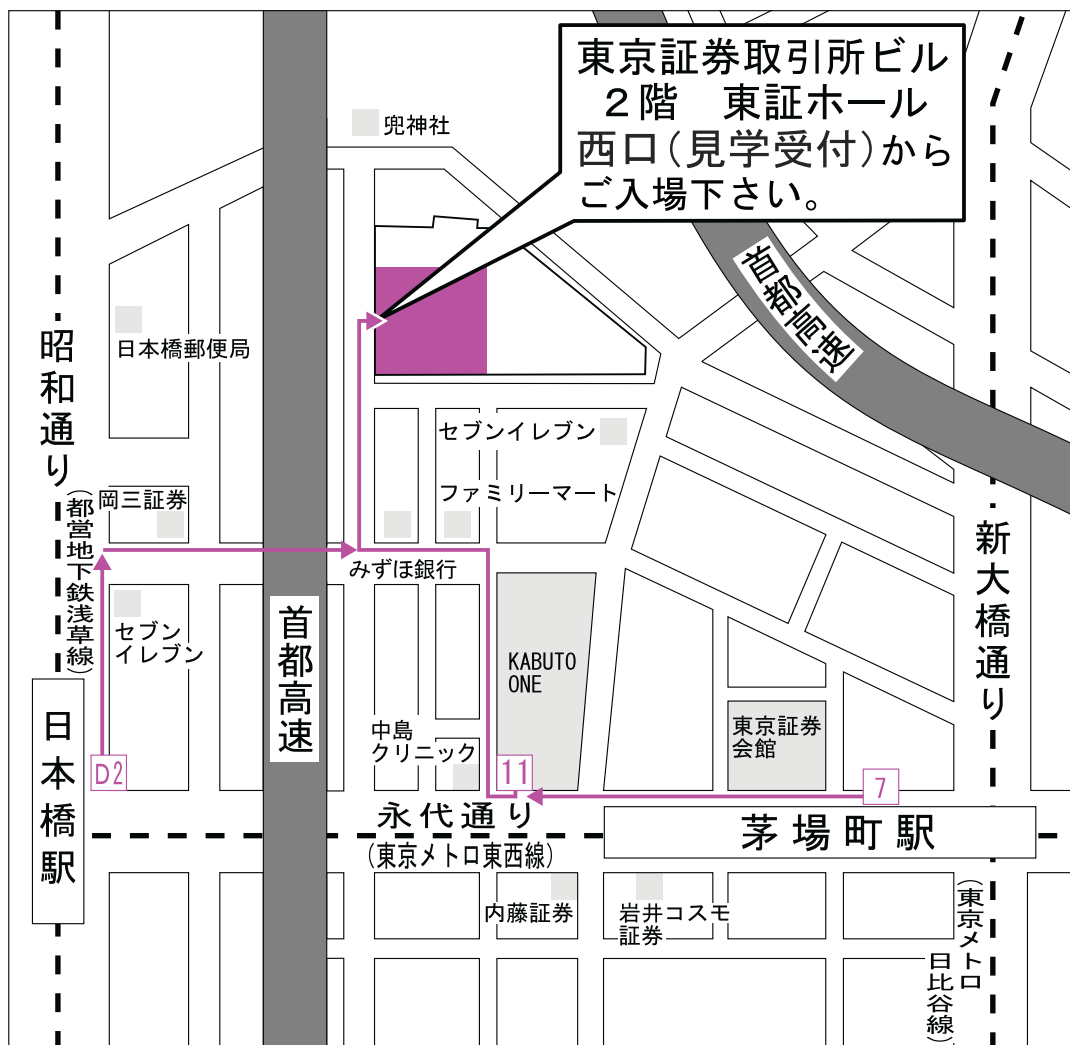 東京証券取引所ビル
２階　東証ホール
西口(見学受付)から
ご入場下さい。
兜神社
首都高速
日本橋郵便局
昭和通り
(都営地下鉄浅草線)
セブンイレブン
ファミリーマート
岡三証券
みずほ銀行
新大橋通り
セブン
イレブン
首都高速
KABUTO
ONE
日本橋駅
D2
中島
クリニック
11
東京証券
会館
7
永代通り
(東京メトロ東西線)
茅場町駅
内藤証券
岩井コスモ
証券
(東京メトロ
日比谷線)